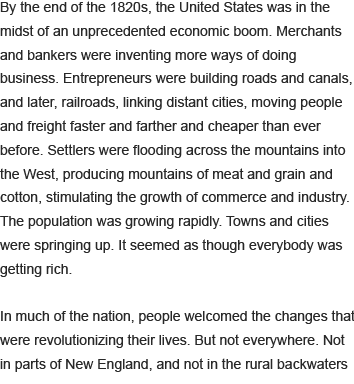 By the end of the 1820s, the United States was in the
midst of an unprecedented economic boom. Merchants
and bankers were inventing more ways of doing
business. Entrepreneurs were building roads and canals,
and later, railroads, linking distant cities, moving people
and freight faster and farther and cheaper than ever
before. Settlers were flooding across the mountains into
the West, producing mountains of meat and grain and
cotton, stimulating the growth of commerce and industry.
The population was growing rapidly. Towns and cities
were springing up. It seemed as though everybody was
getting rich.

In much of the nation, people welcomed the changes that
were revolutionizing their lives. But not everywhere. Not
in parts of New England, and not in the rural backwaters